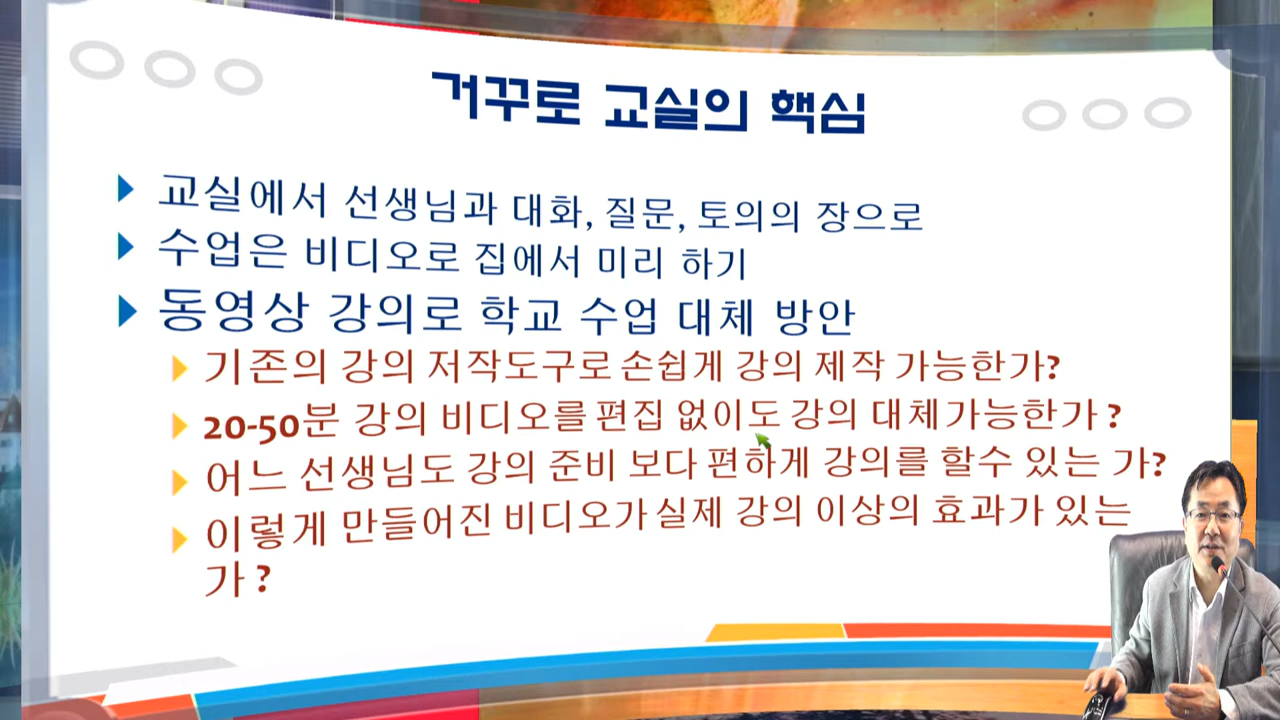 거꾸로 교실의 핵심
교실에서 선생님과 대화, 질문, 토의의 장으로
수업은 비디오로 집에서 미리 하기
동영상 강의로 학교 수업 대체 방안
기존의 강의 저작도구로 손쉽게 강의 제작 가능한가?
20-50분 강의 비디오를 편집 없이도 강의 대체가능한가 ?
어느 선생님도 강의 준비 보다 편하게 강의를 할수 있는 가?
이렇게 만들어진 비디오가 실제 강의 이상의 효과가 있는
가 ?